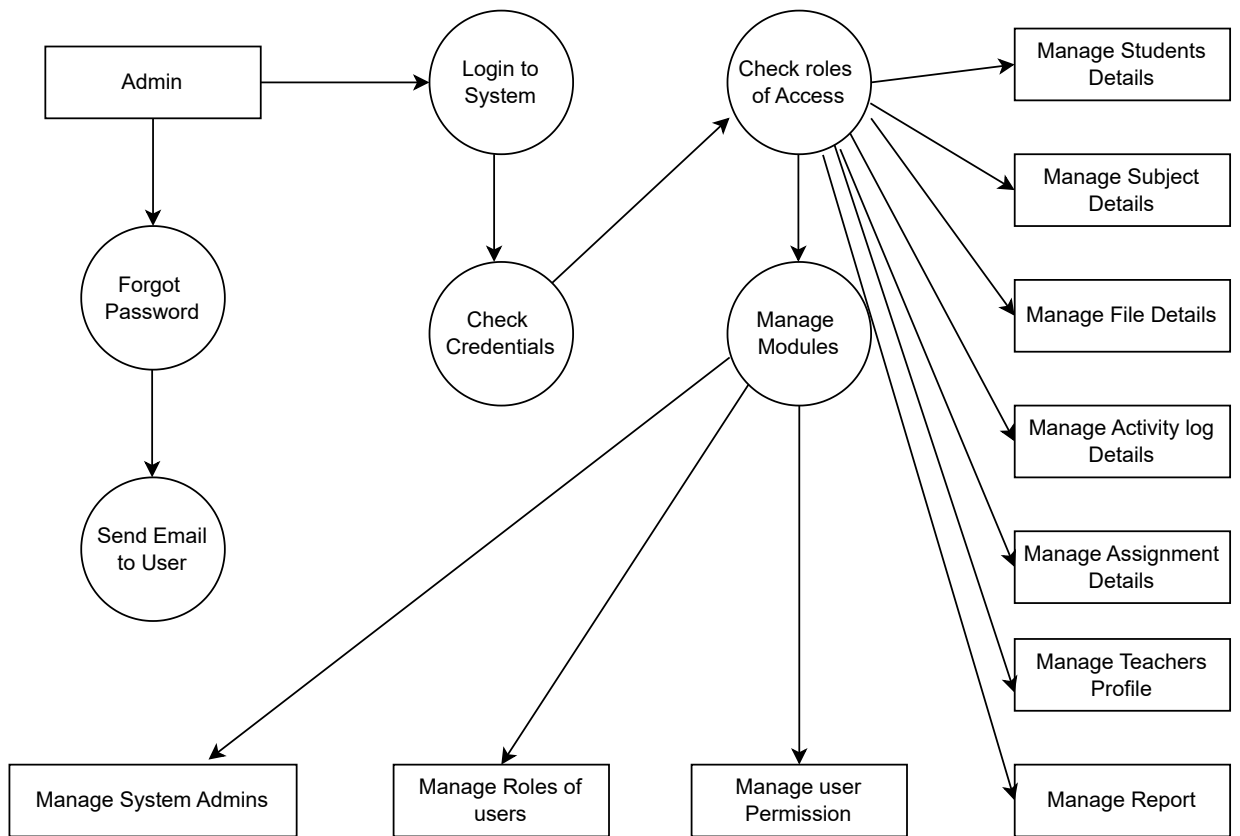 Admin
Login to
System
Check roles
of Access
Manage Students
Details
Manage Subject
Details
Forgot
Password
Check
Credentials
Manage
Modules
Manage File Details
Manage Activity log
Details
Send Email
to User
Manage Assignment
Details
Manage Teachers
Profile
Manage System Admins
Manage Roles of
users
Manage user
Permission
Manage Report